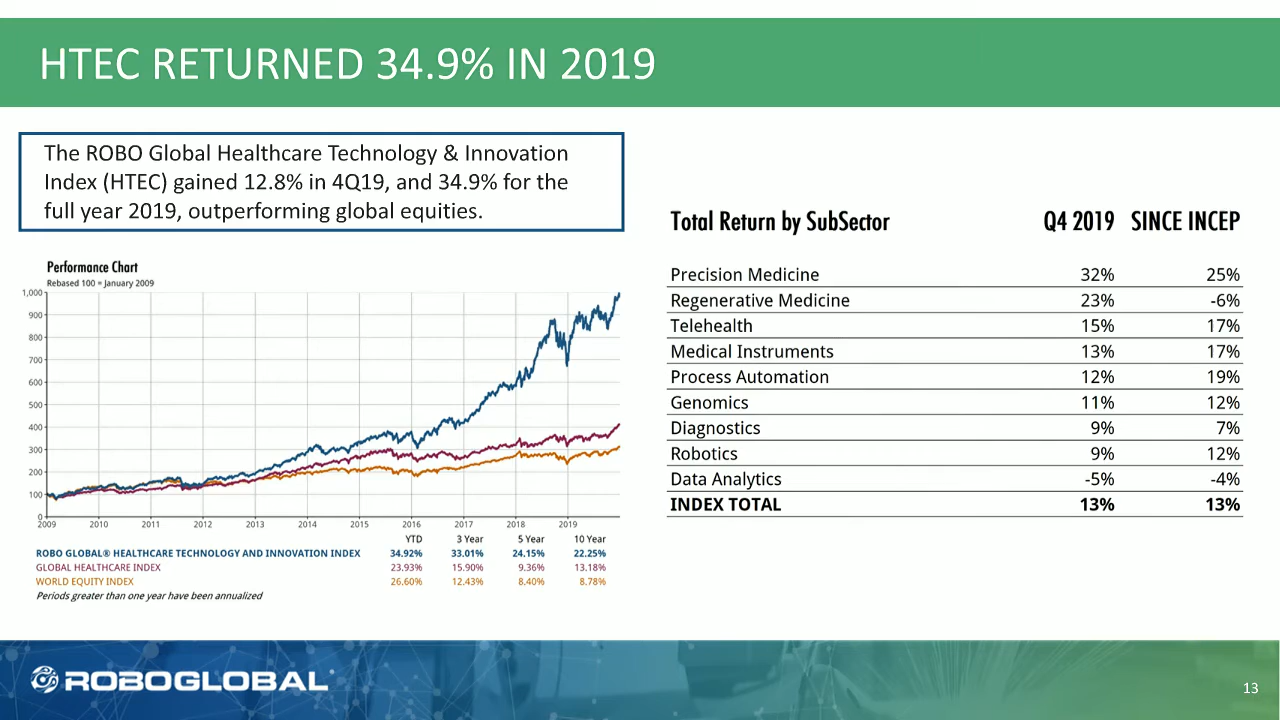 HTEC RETURNED 34.9% IN 2019
The ROBO Global Healthcare Technology & Innovation
Index (HTEC) gained 12.8% in 4Q19, and 34.9% for the
full year 2019, outperforming global equities.
Performance Chart
Rebased 100 = January 2009
1,000
900
800
700
600
500
400
300
200
100
0
2009 2010 2011 2012 2013 2014 2015 2016 2017 2018 2019
YTD 3 Year 5 Year 10 Year
ROBO GLOBAL® HEALTHCARE TECHNOLOGY AND INNOVATION INDEX 34.92% 33.01% 24.15% 22.25%
GLOBAL HEALTHCARE INDEX 23.93% 15.90% 9.36% 13.18%
WORLD EQUITY INDEX 26.60% 12.43% 8.40% 8.78%
Periods greater than one year have been annualized
Total Return by SubSector Q4 2019 SINCE INCEP
Precision Medicine 32% 25%
Regenerative Medicine 23% -6%
Telehealth 15% 17%
Medical Instruments 13% 17%
Process Automation 12% 19%
Genomics 11% 12%
Diagnostics 9% 7%
Robotics 9% 12%
Data Analytics -5% -4%
INDEX TOTAL 13% 13%
ROBOGLOBAL
13